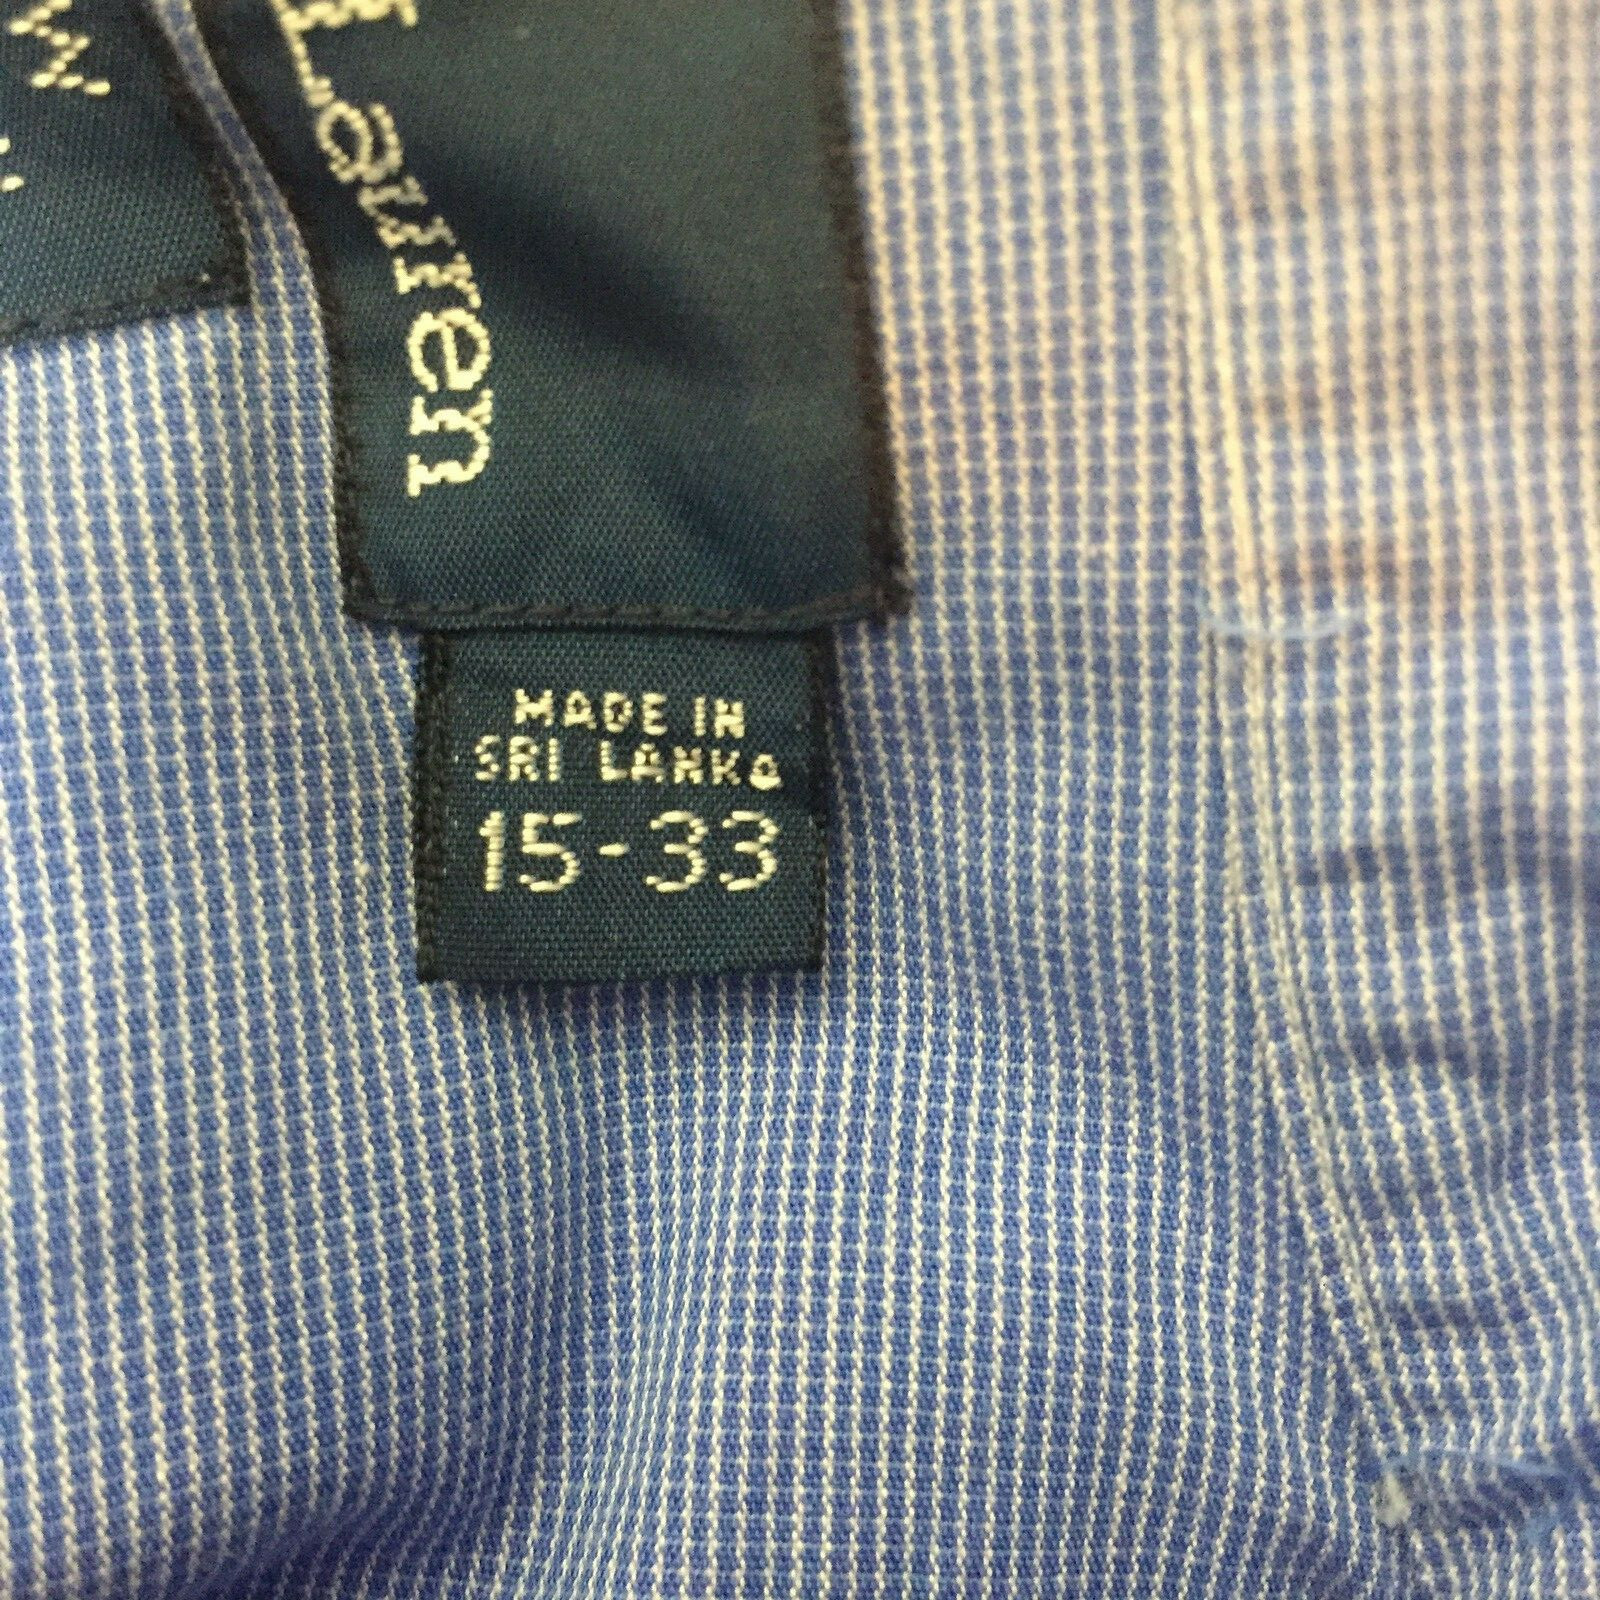 Lauren
MADE IN
SRI LANKA
15-33